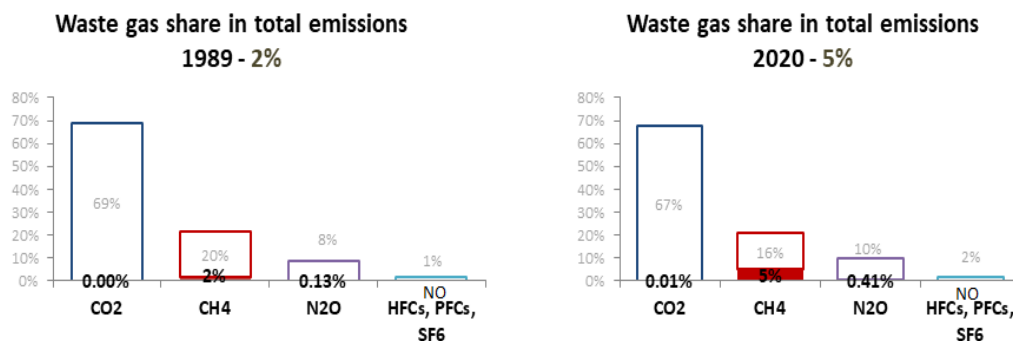 Waste gas share in total emissions
1989 - 2%
80%
70%
60%
50%
40%
30%
20%
10%
0%
69%
20%
8%
1%
0.00%
2%
0.13%
NO
CO2
CH4
N2O
HFCs, PFCs,
SF6
Waste gas share in total emissions
2020 - 5%
80%
70%
60%
50%
40%
30%
20%
10%
0%
67%
16%
10%
2%
0.01%
5%
0.41%
NO
CO2
CH4
N2O
HFCs, PFCs,
SF6